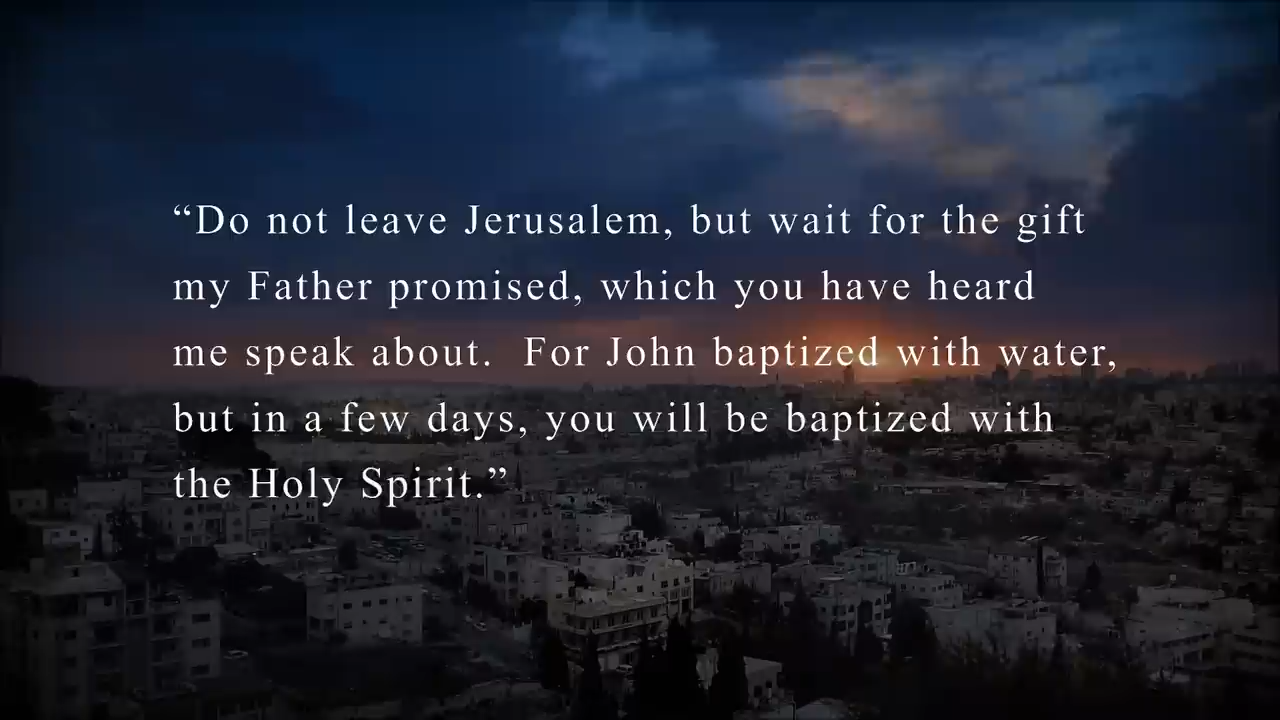 “Do not leave Jerusalem, but wait for the gift
my Father promised, which you have heard
me speak about.  For John baptized with water,
but in a few days, you will be baptized with
the Holy Spirit.”